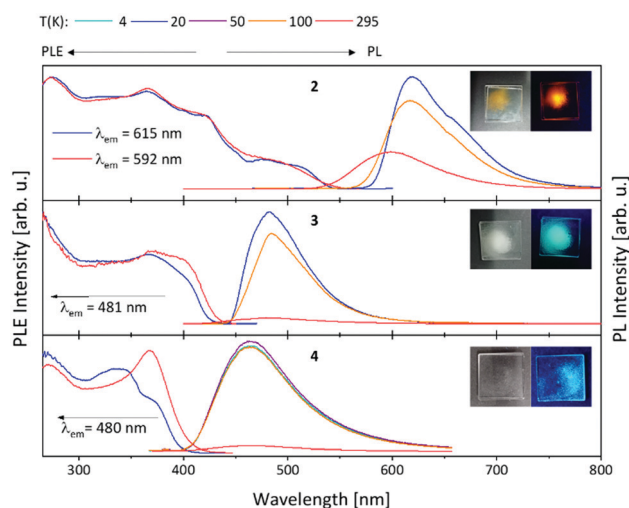 T(K): 4 20 50 100 295
PLE PL
2
λem = 615 nm
λem = 592 nm
3
λem = 481 nm
4
λem = 480 nm
PLE Intensity [arb. u.]
PL Intensity [arb. u.]
300 400 500 600 700 800
Wavelength [nm]